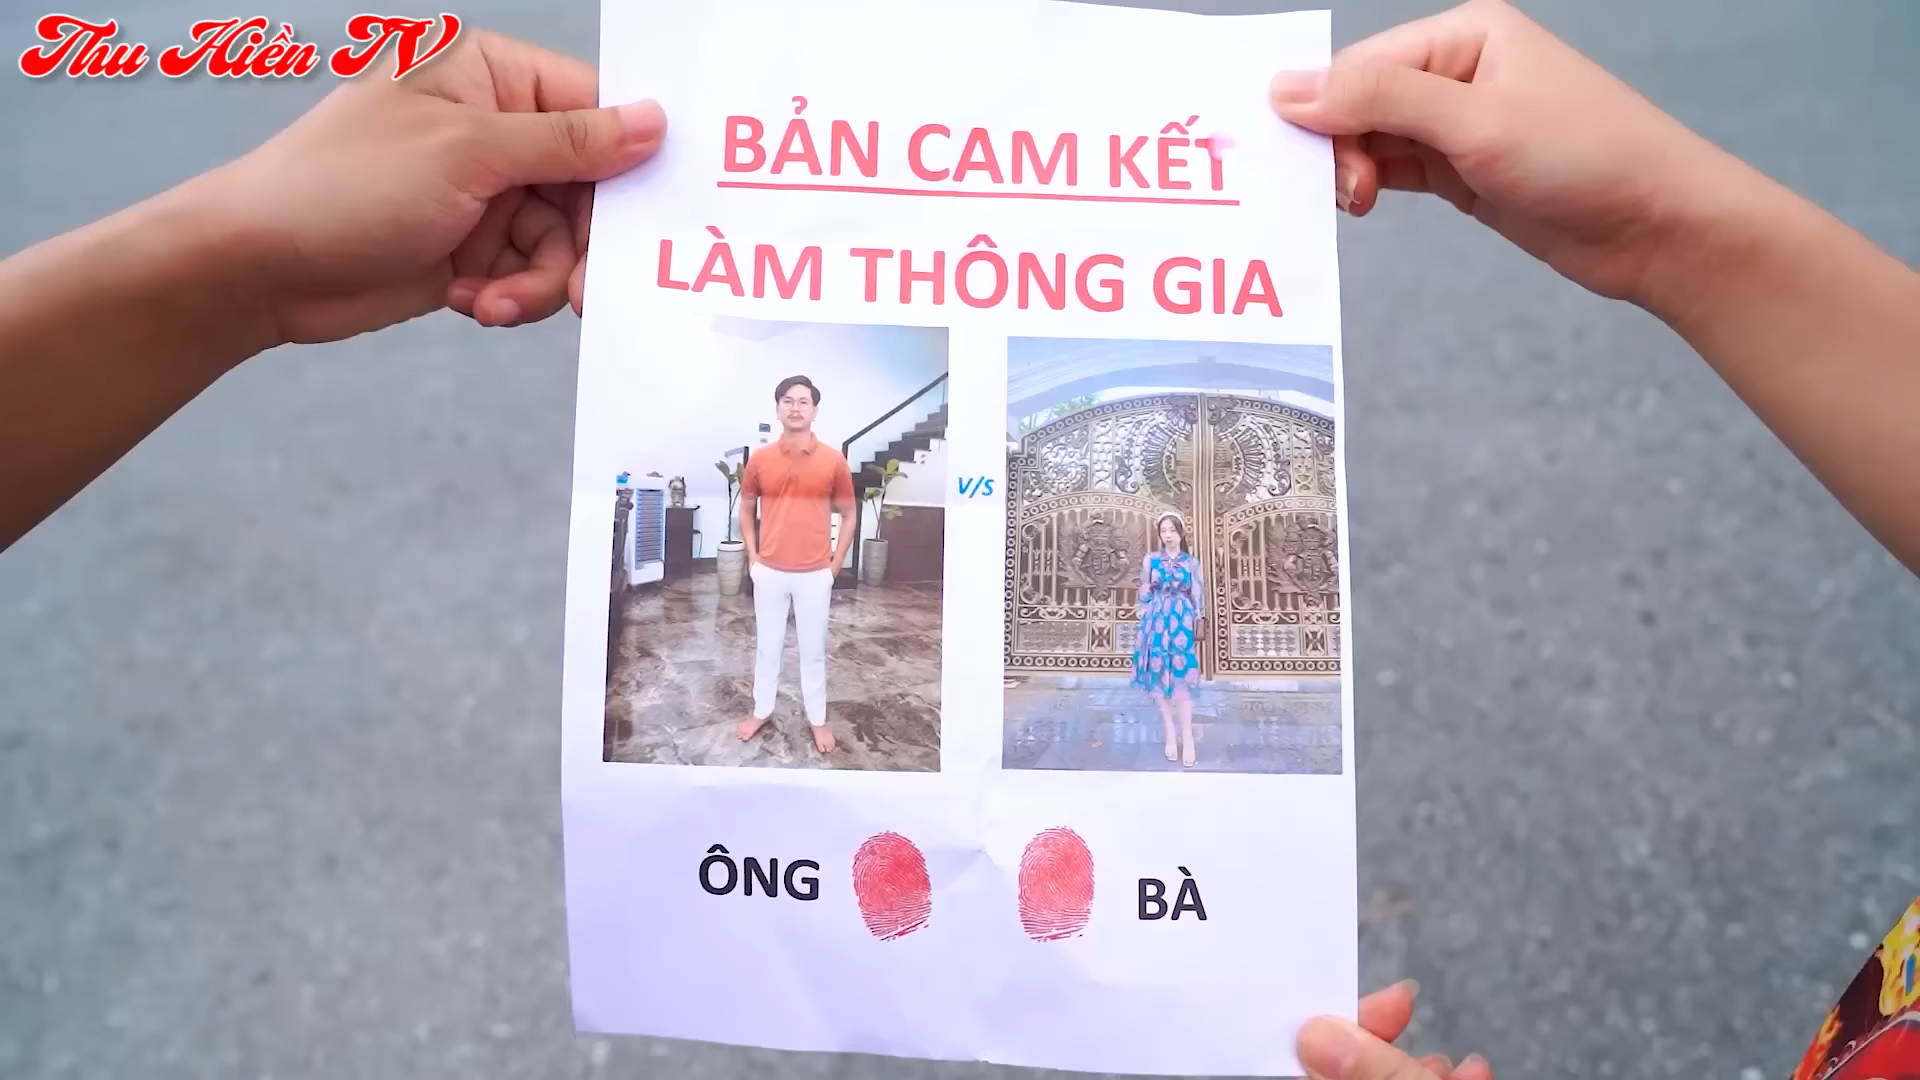 Thu Hiền TV
BẢN CAM KẾT
LÀM THÔNG GIA
V/S
ÔNG
BÀ